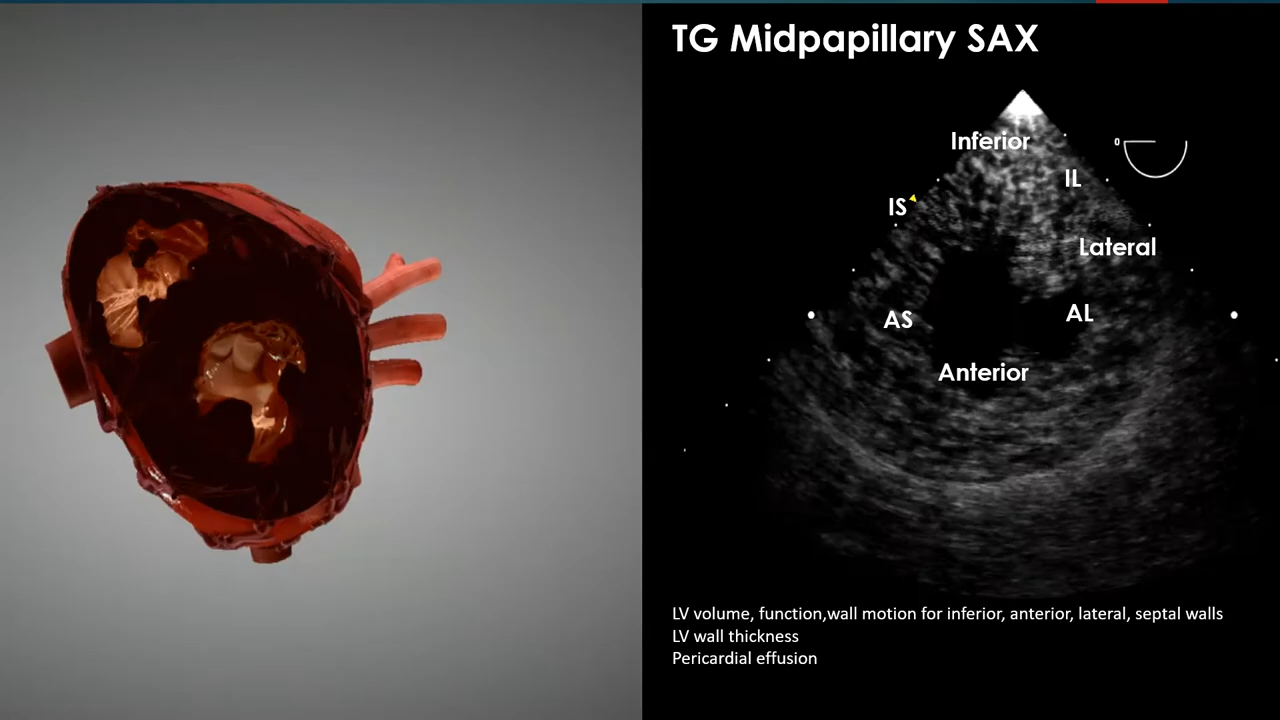 TG Midpapillary SAX
Inferior
0
IL
IS
Lateral
AS
AL
Anterior
LV volume, function,wall motion for inferior, anterior, lateral, septal walls
LV wall thickness
Pericardial effusion